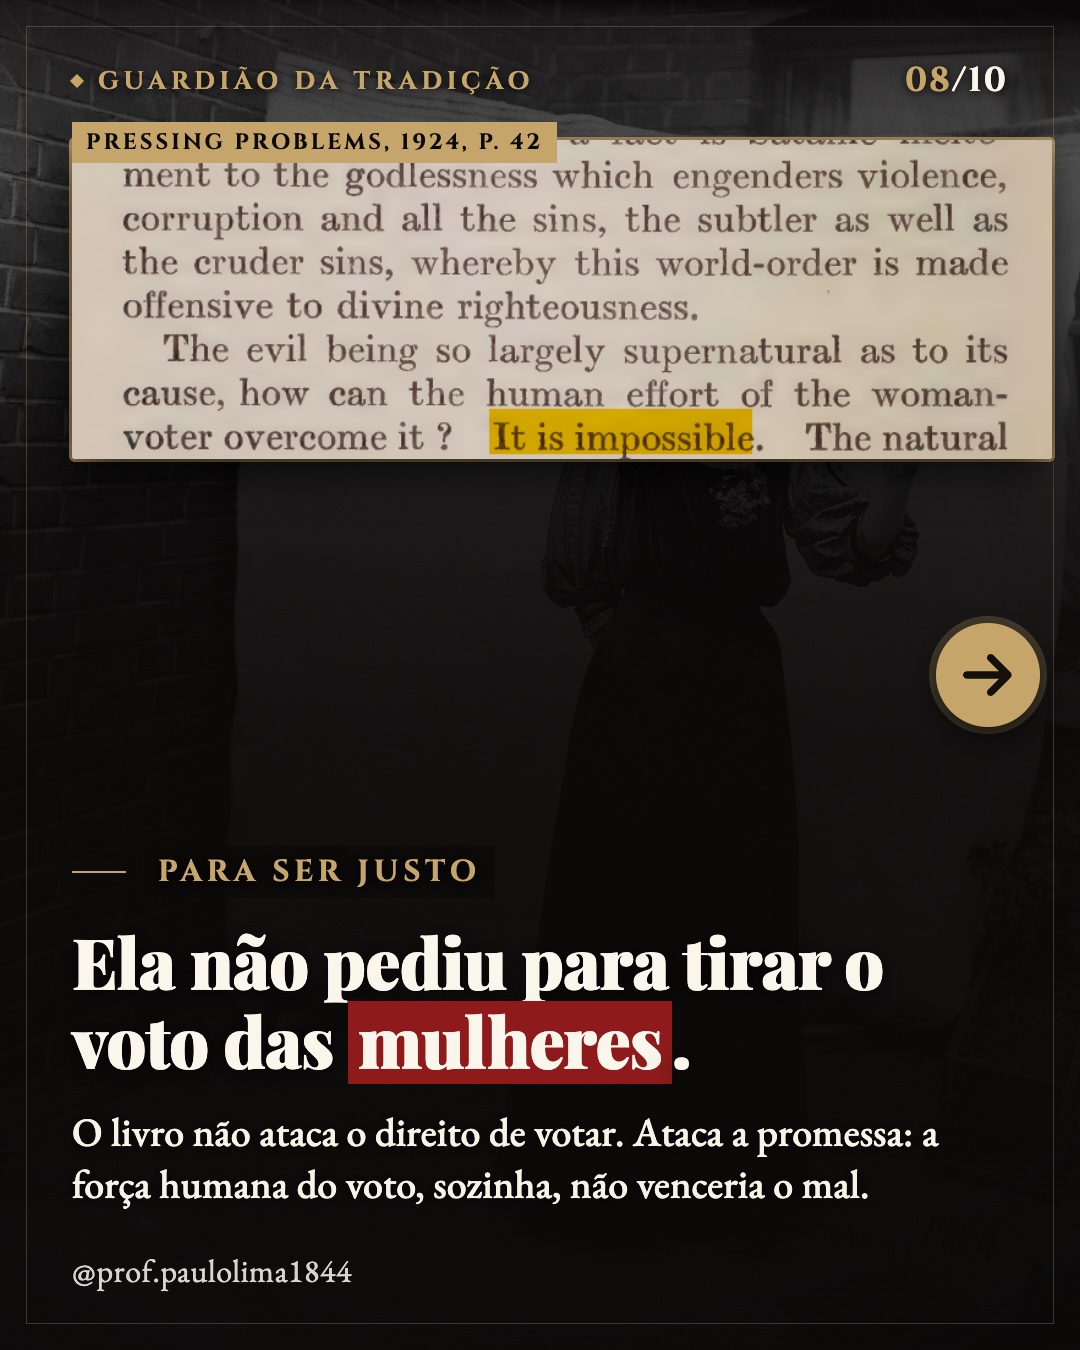 GUARDIÃO DA TRADIÇÃO
08/10
PRESSING PROBLEMS, 1924, P. 42
a fact is Satanic incite-
ment to the godlessness which engenders violence,
corruption and all the sins, the subtler as well as
the cruder sins, whereby this world-order is made
offensive to divine righteousness.
The evil being so largely supernatural as to its
cause, how can the human effort of the woman-
voter overcome it ? It is impossible. The natural
PARA SER JUSTO
Ela não pediu para tirar o
voto das mulheres.
O livro não ataca o direito de votar. Ataca a promessa: a
força humana do voto, sozinha, não venceria o mal.
@prof.paulolima1844